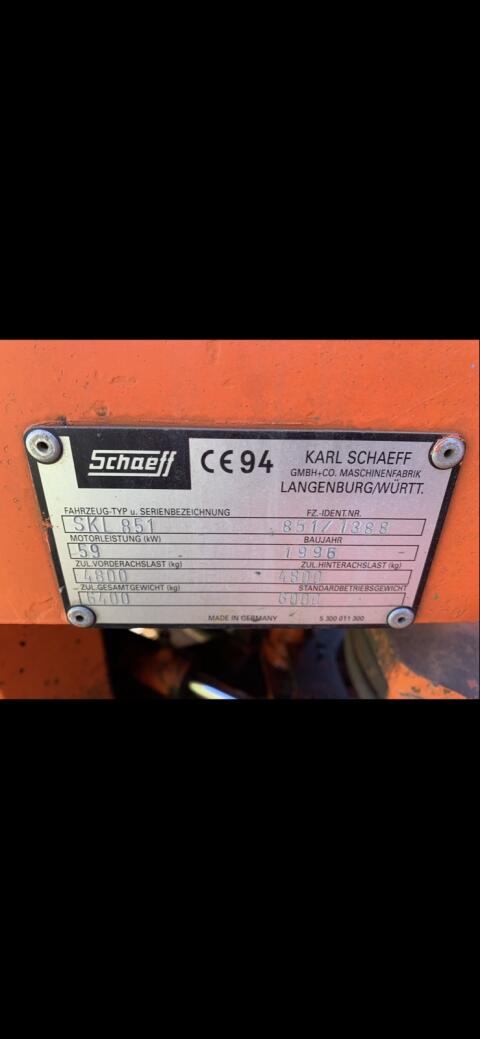 Schaeff CE 94 KARL SCHAEFF
GMBH+CO. MASCHINENFABRIK
LANGENBURG/WÜRTT.
FAHRZEUG-TYP u. SERIENBEZEICHNUNG FZ.-IDENT.NR.
SKL 851 851/1388
MOTORLEISTUNG (kW) BAUJAHR
59 1996
ZUL.VORDERACHSLAST (kg) ZUL.HINTERACHSLAST (kg)
4800 4800
ZUL.GESAMTGEWICHT (kg) STANDARDBETRIEBSGEWICHT
6400 6000
MADE IN GERMANY 5 300 011 300